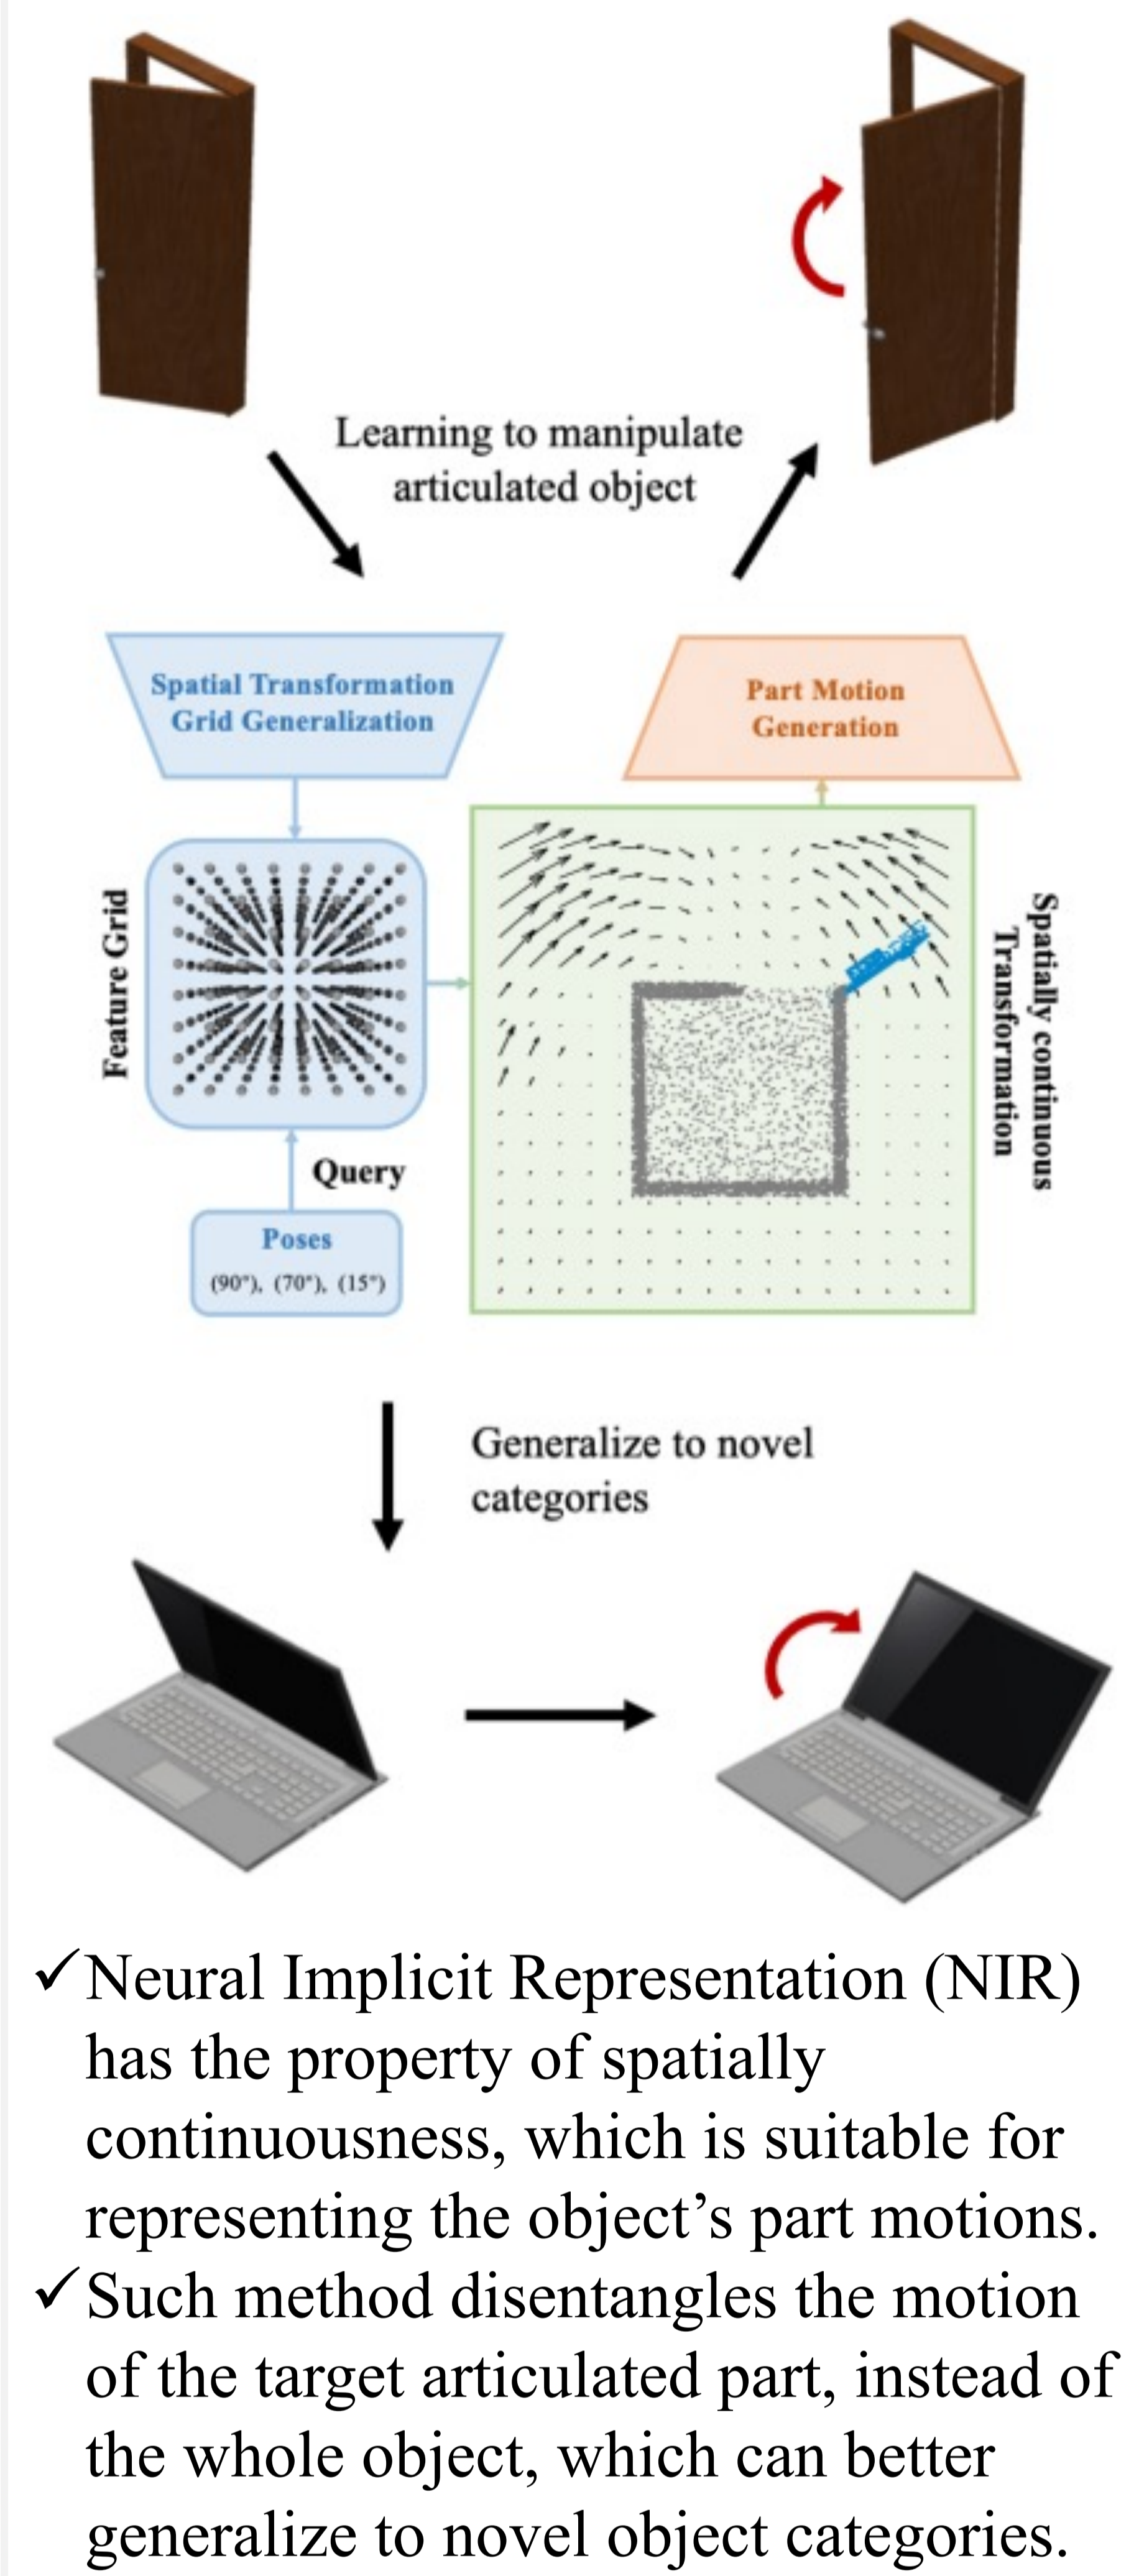 Learning to manipulate
articulated object
Spatial Transformation
Grid Generalization
Part Motion
Generation
Feature Grid
Spatially continuous
Transformation
Query
Poses
(90°), (70°), (15°)
Generalize to novel
categories
✓Neural Implicit Representation (NIR)
has the property of spatially
continuousness, which is suitable for
representing the object’s part motions.
✓Such method disentangles the motion
of the target articulated part, instead of
the whole object, which can better
generalize to novel object categories.